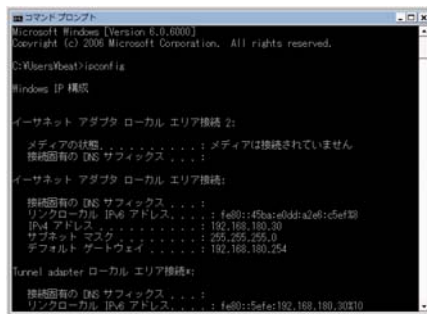 コマンド プロンプト
Microsoft Windows [Version 6.0.6000]
Copyright (c) 2006 Microsoft Corporation.  All rights reserved.
C:¥Users¥beat>ipconfig
Windows IP 構成
イーサネット アダプタ ローカル エリア接続 2:
メディアの状態. . . . . . . . . . . : メディアは接続されていません
接続固有の DNS サフィックス . . . :
イーサネット アダプタ ローカル エリア接続:
接続固有の DNS サフィックス . . . :
リンクローカル IPv6 アドレス. . . . : fe80::45ba:e0dd:a2e6:c5ef%8
IPv4 アドレス . . . . . . . . . . : 192.168.180.30
サブネット マスク . . . . . . . . : 255.255.255.0
デフォルト ゲートウェイ . . . . . : 192.168.180.254
Tunnel adapter ローカル エリア接続*:
接続固有の DNS サフィックス . . . :
リンクローカル IPv6 アドレス. . . . : fe80::5efe:192.168.180.30%10